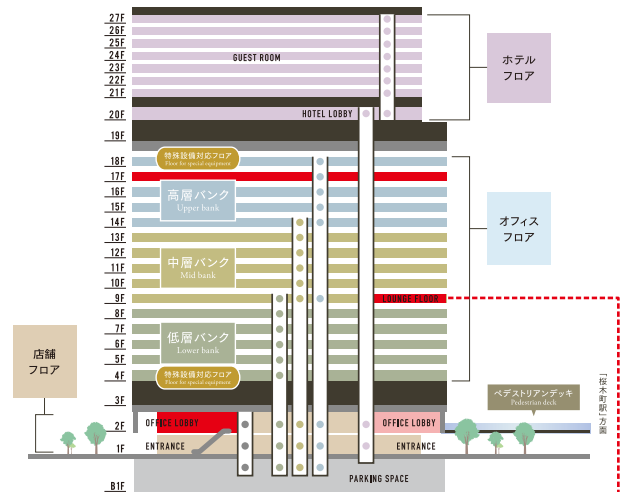 27F
26F
25F
24F
GUEST ROOM
23F
22F
21F
20F
HOTEL LOBBY
19F
ホテル
フロア
18F
特殊設備対応フロア
Floor for special equipment
17F
16F
高層バンク
Upper bank
15F
14F
13F
12F
中層バンク
Mid bank
11F
10F
9F
LOUNGE FLOOR
8F
7F
低層バンク
Lower bank
6F
5F
4F
特殊設備対応フロア
Floor for special equipment
3F
オフィス
フロア
店舗
フロア
2F
OFFICE LOBBY
OFFICE LOBBY
1F
ENTRANCE
ENTRANCE
B1F
PARKING SPACE
ペデストリアンデッキ
Pedestrian deck
「桜木町駅」方面